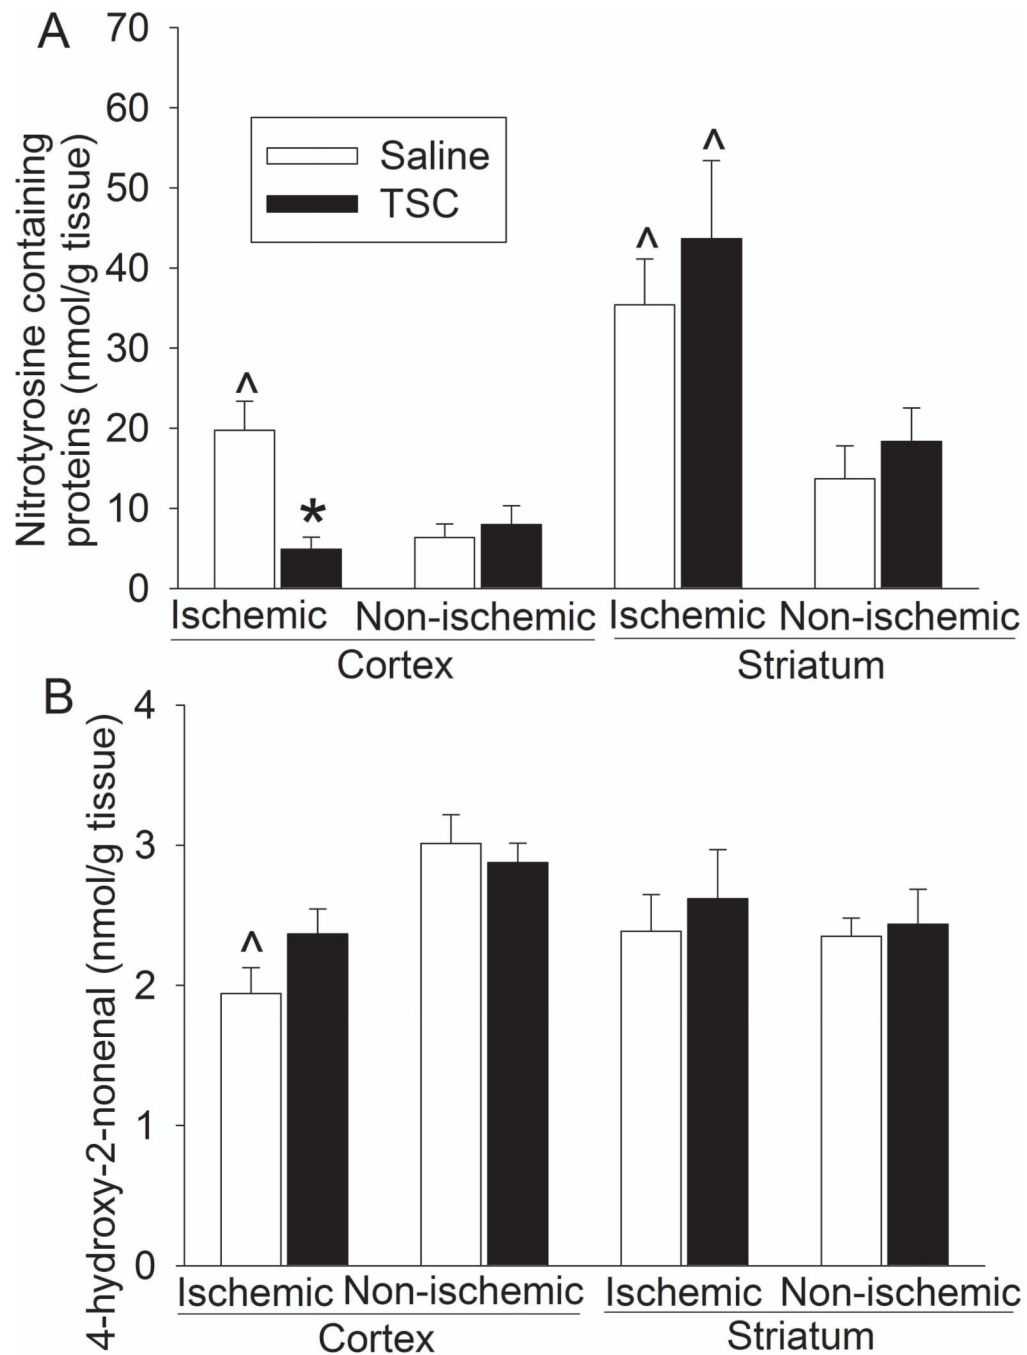 A
70
60
50
40
30
20
10
0
Nitrotyrosine containing
proteins (nmol/g tissue)
Saline
TSC
^
*
^
^
Ischemic Non-ischemic Ischemic Non-ischemic
Cortex Striatum
B
4
3
2
1
0
4-hydroxy-2-nonenal (nmol/g tissue)
^
Ischemic Non-ischemic Ischemic Non-ischemic
Cortex Striatum